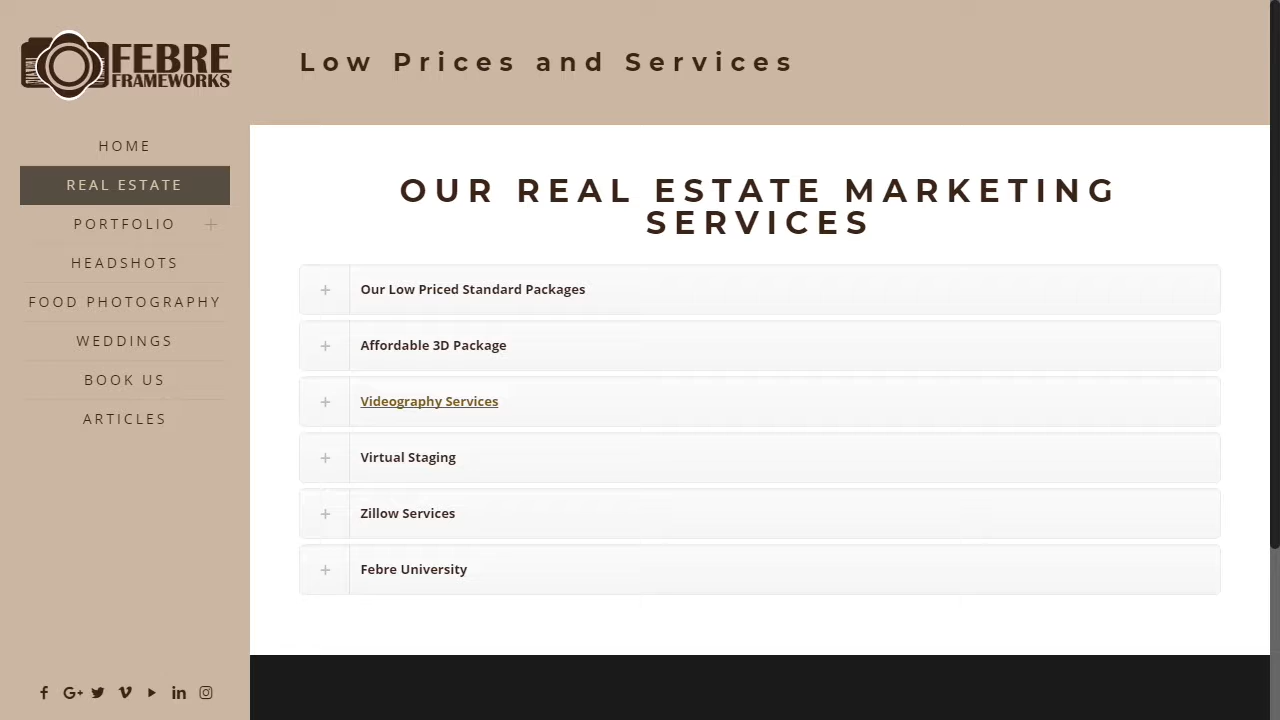 FEBRE
FRAMEWORKS
Low Prices and Services
HOME
REAL ESTATE
PORTFOLIO
HEADSHOTS
FOOD PHOTOGRAPHY
WEDDINGS
BOOK US
ARTICLES
OUR REAL ESTATE MARKETING
SERVICES
Our Low Priced Standard Packages
Affordable 3D Package
Videography Services
Virtual Staging
Zillow Services
Febre University